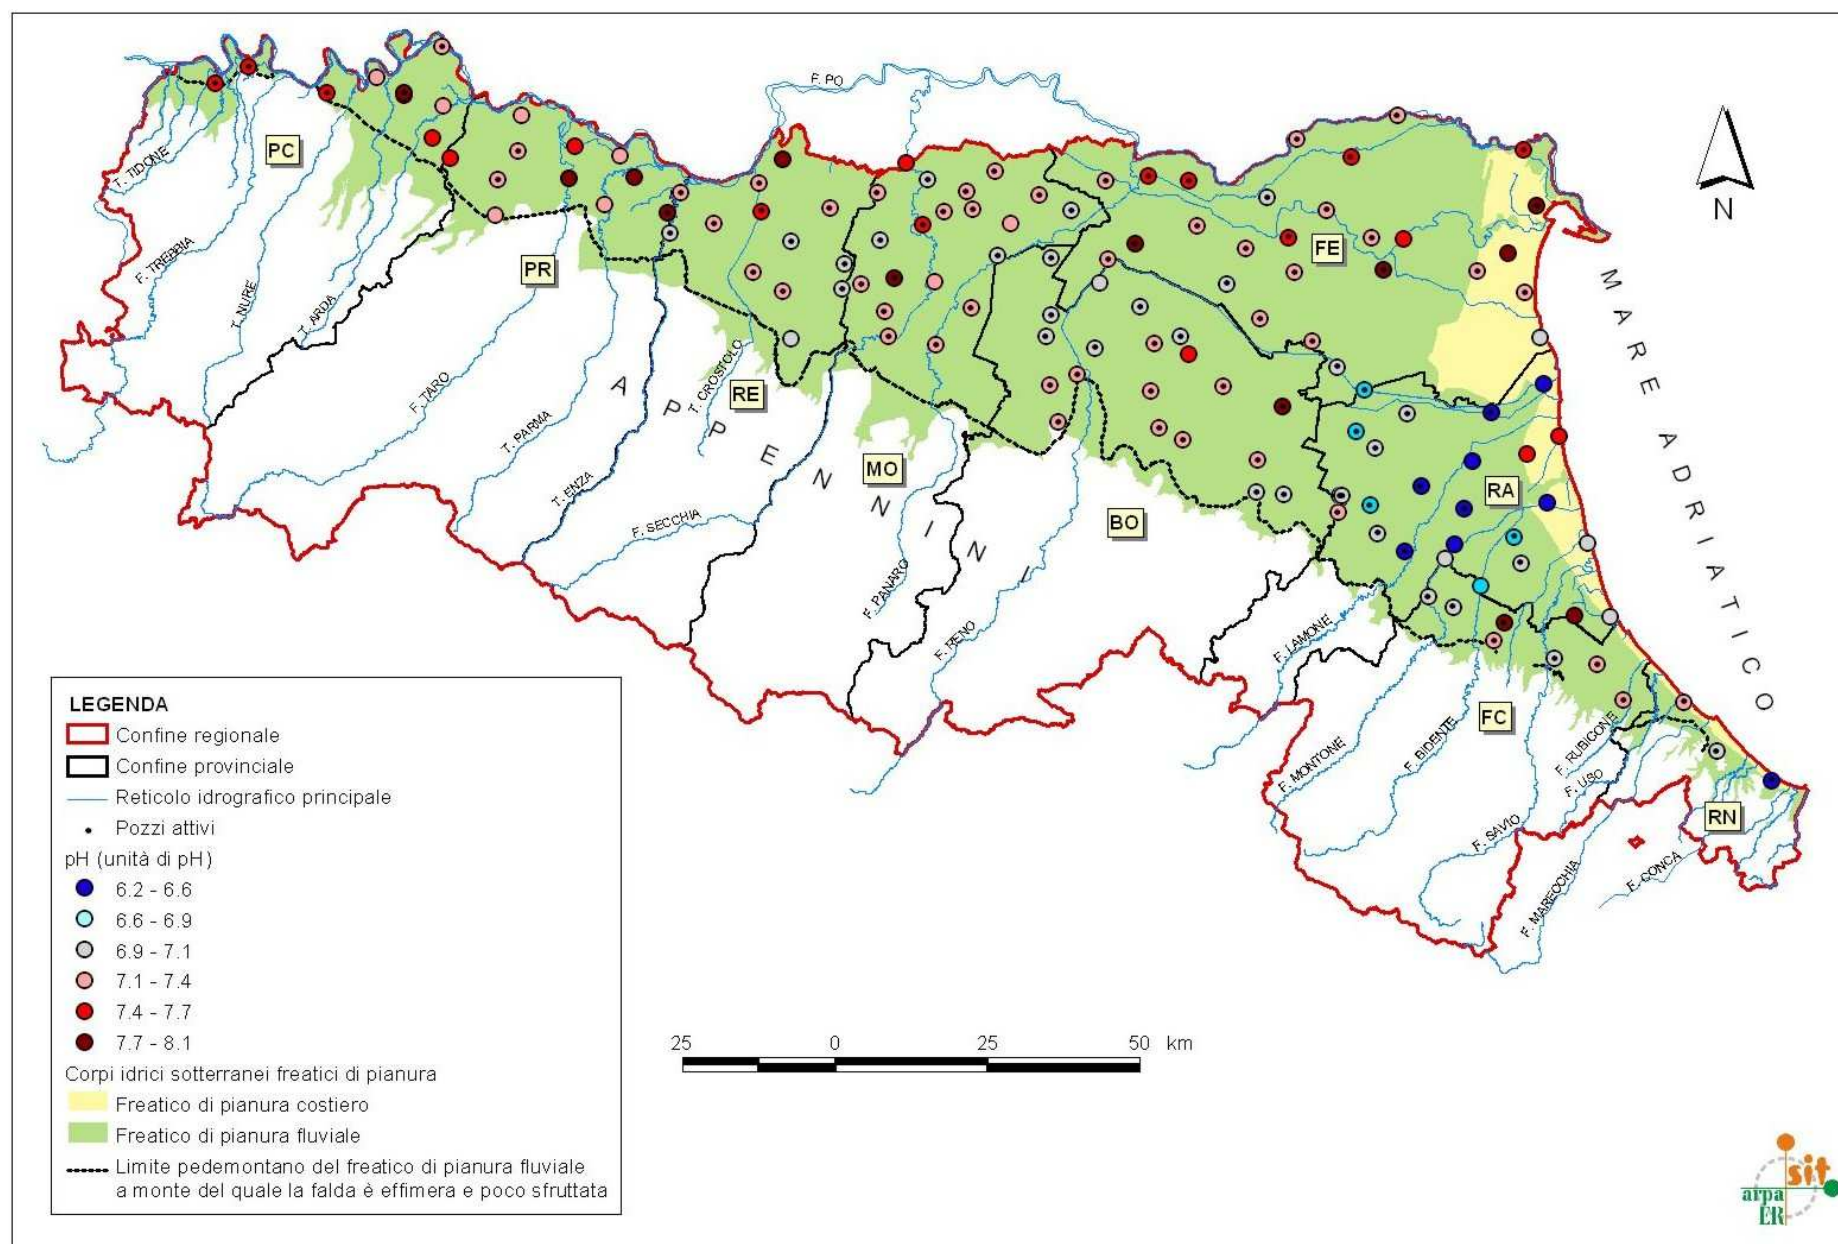 F. PO
PC
T. TIDONE
F. TREBBIA
T. NURE
T. ARDA
PR
F. TARO
T. PARMA
T. ENZA
APPENNINI
T. CROSTOLO
RE
F. SECCHIA
MO
F. PANARO
BO
F. RENO
FE
N
MARE ADRIATICO
RA
F. LAMONE
F. MONTONE
F. BIDENTE
FC
F. RUBICONE
F. USO
F. SAVIO
F. MARECCHIA
F. CONCA
RN
LEGENDA
Confine regionale
Confine provinciale
Reticolo idrografico principale
Pozzi attivi
pH (unità di pH)
6.2 - 6.6
6.6 - 6.9
6.9 - 7.1
7.1 - 7.4
7.4 - 7.7
7.7 - 8.1
Corpi idrici sotterranei freatici di pianura
Freatico di pianura costiero
Freatico di pianura fluviale
Limite pedemontano del freatico di pianura fluviale
a monte del quale la falda è effimera e poco sfruttata
25 0 25 50 km
sit
arpa
ER